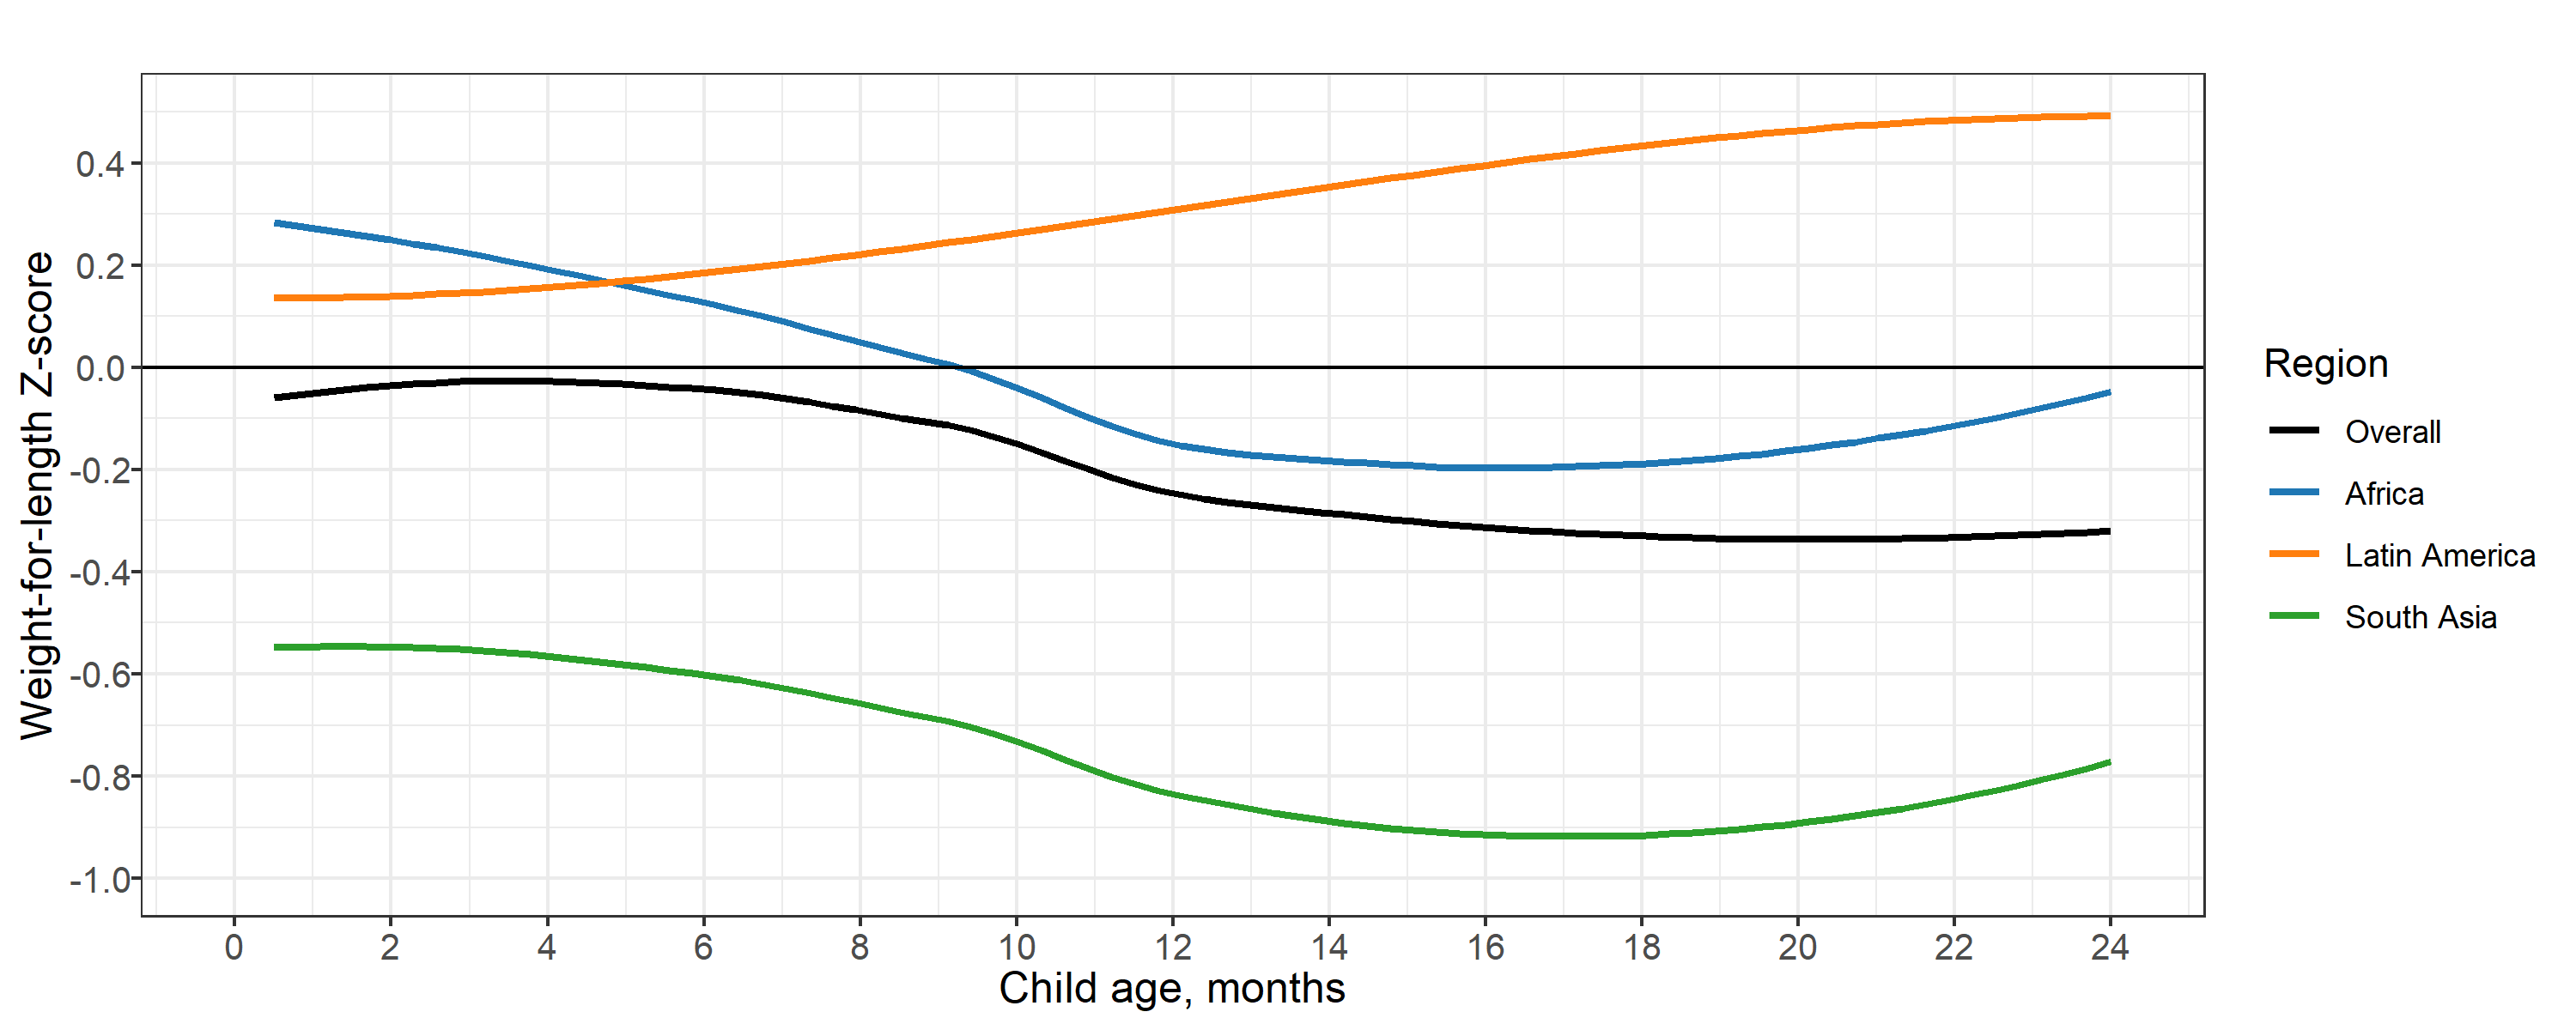 Weight-for-length Z-score
0.4
0.2
0.0
-0.2
-0.4
-0.6
-0.8
-1.0
0 2 4 6 8 10 12 14 16 18 20 22 24
Child age, months
Region
Overall
Africa
Latin America
South Asia